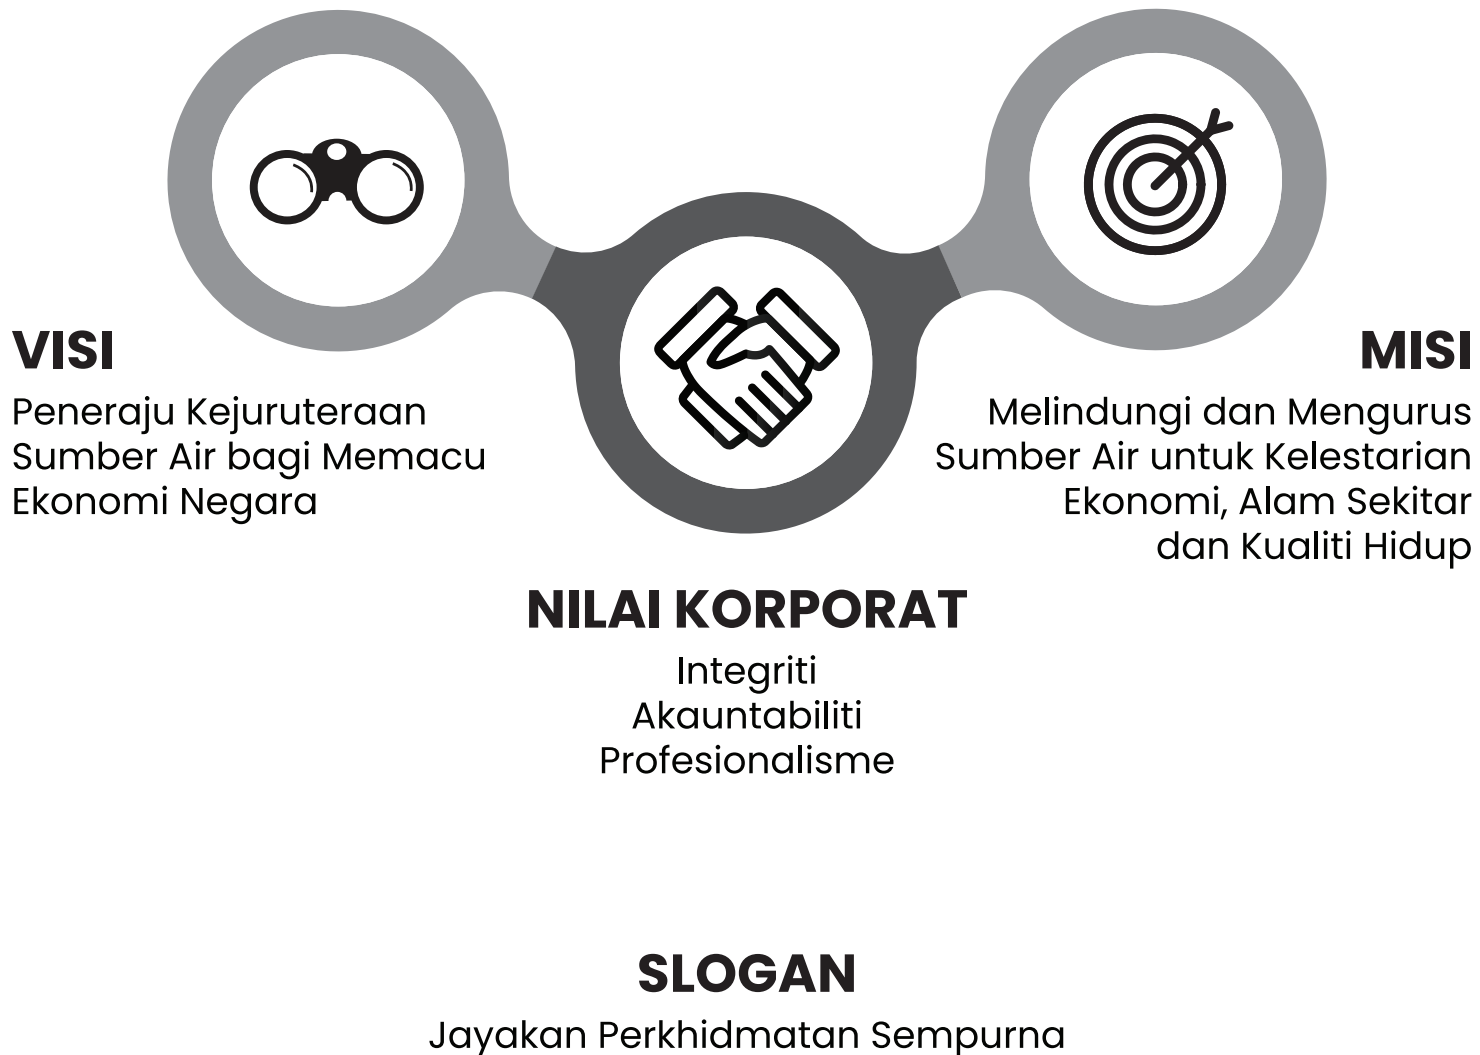 VISI
Peneraju Kejuruteraan
Sumber Air bagi Memacu
Ekonomi Negara
MISI
Melindungi dan Mengurus
Sumber Air untuk Kelestarian
Ekonomi, Alam Sekitar
dan Kualiti Hidup
NILAI KORPORAT
Integriti
Akauntabiliti
Profesionalisme
SLOGAN
Jayakan Perkhidmatan Sempurna